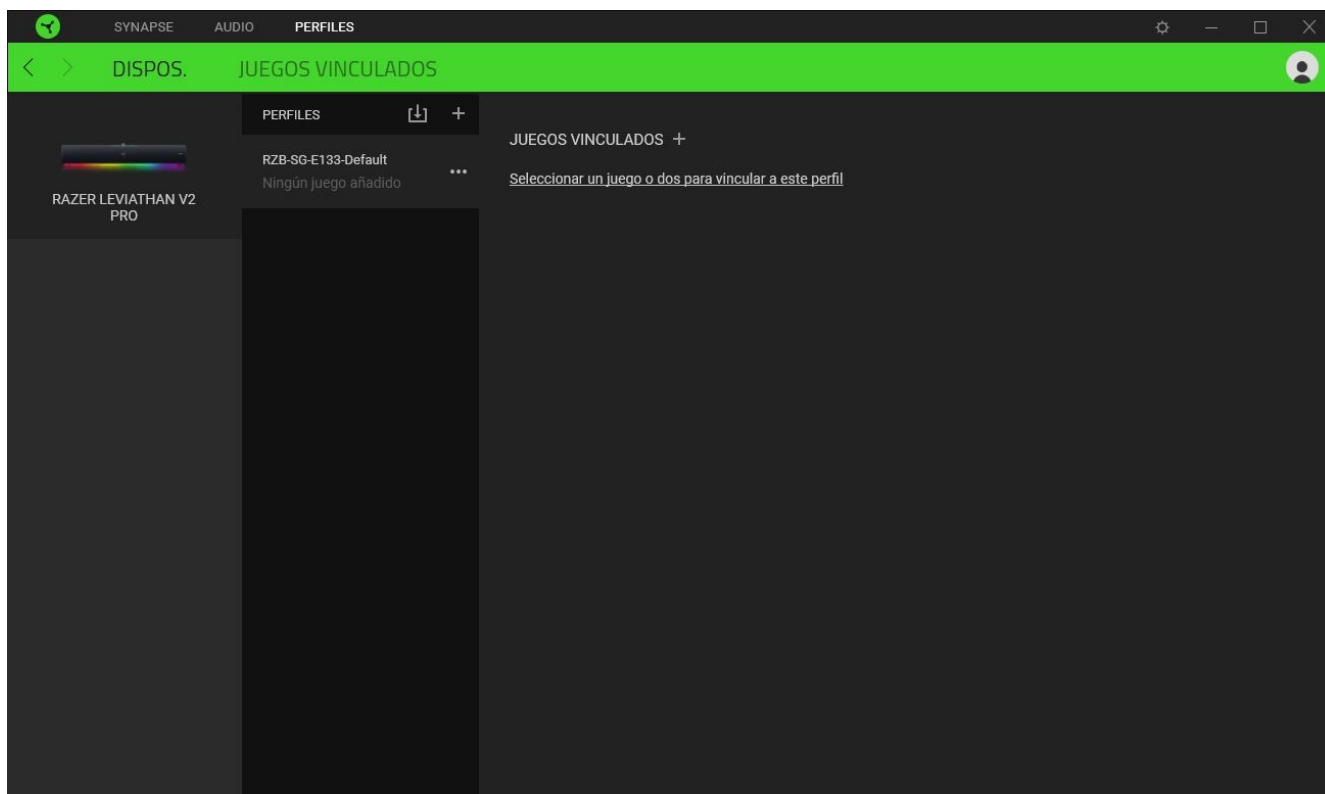 SYNAPSE AUDIO PERFILES
DISPOS. JUEGOS VINCULADOS
RAZER LEVIATHAN V2
PRO
PERFILES
RZB-SG-E133-Default
Ningún juego añadido
JUEGOS VINCULADOS +
Seleccionar un juego o dos para vincular a este perfil